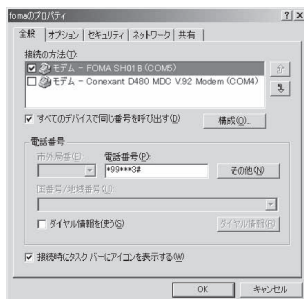 fomaのプロパティ
全般 オプション セキュリティ ネットワーク 共有
接続の方法(T):
モデム - FOMA SH01B (COM5)
モデム - Conexant D480 MDC V.92 Modem (COM4)
すべてのデバイスで同じ番号を呼び出す(D) 構成(O)...
電話番号
市外局番(E): 電話番号(P):
*99***3# その他(N)
国番号/地域番号(U):
ダイヤル情報を使う(S) ダイヤル情報(R)
接続時にタスク バーにアイコンを表示する(W)
OK キャンセル